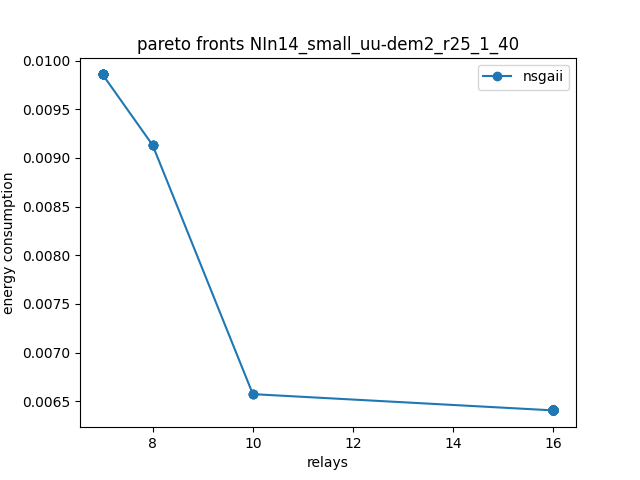 pareto fronts NIn14_small_uu-dem2_r25_1_40
nsgaii
energy consumption
0.0100
0.0095
0.0090
0.0085
0.0080
0.0075
0.0070
0.0065
8 10 12 14 16
relays